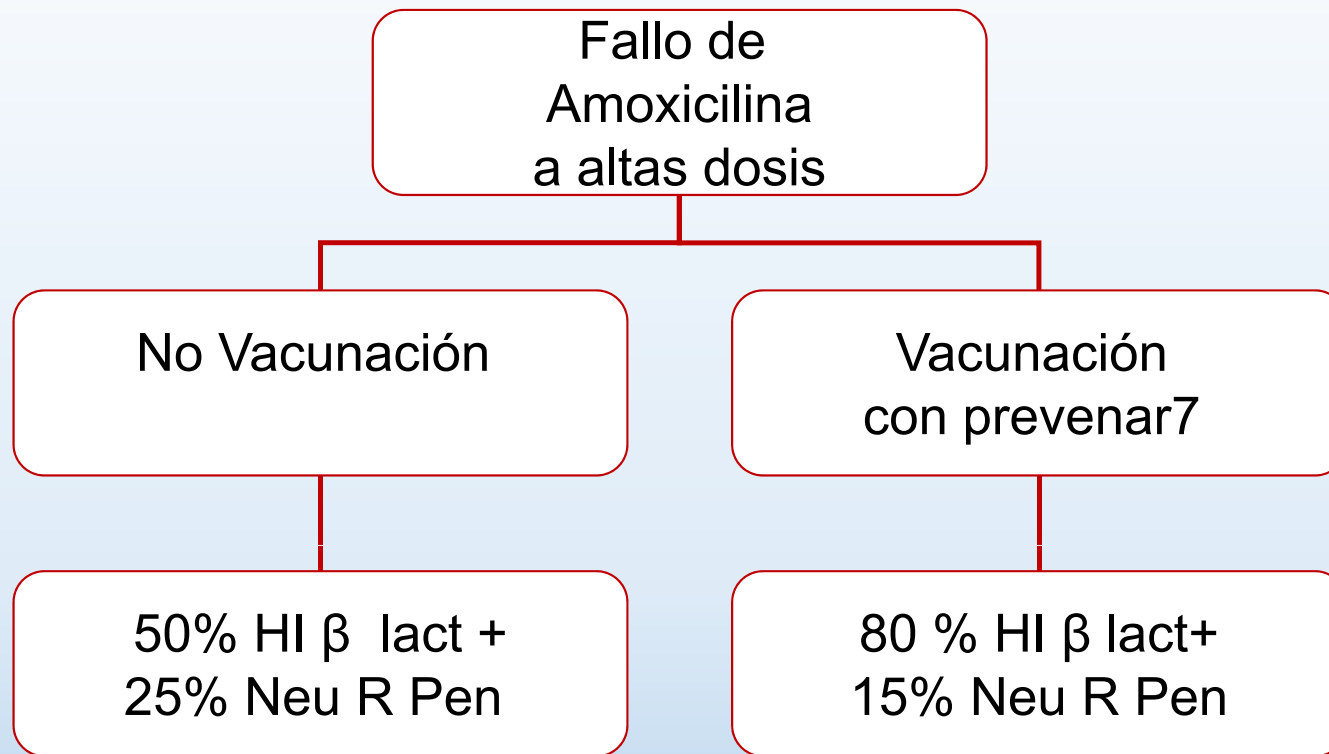 Fallo de
Amoxicilina
a altas dosis
No Vacunación
Vacunación
con prevenar7
50% HI β lact +
25% Neu R Pen
80 % HI β lact+
15% Neu R Pen